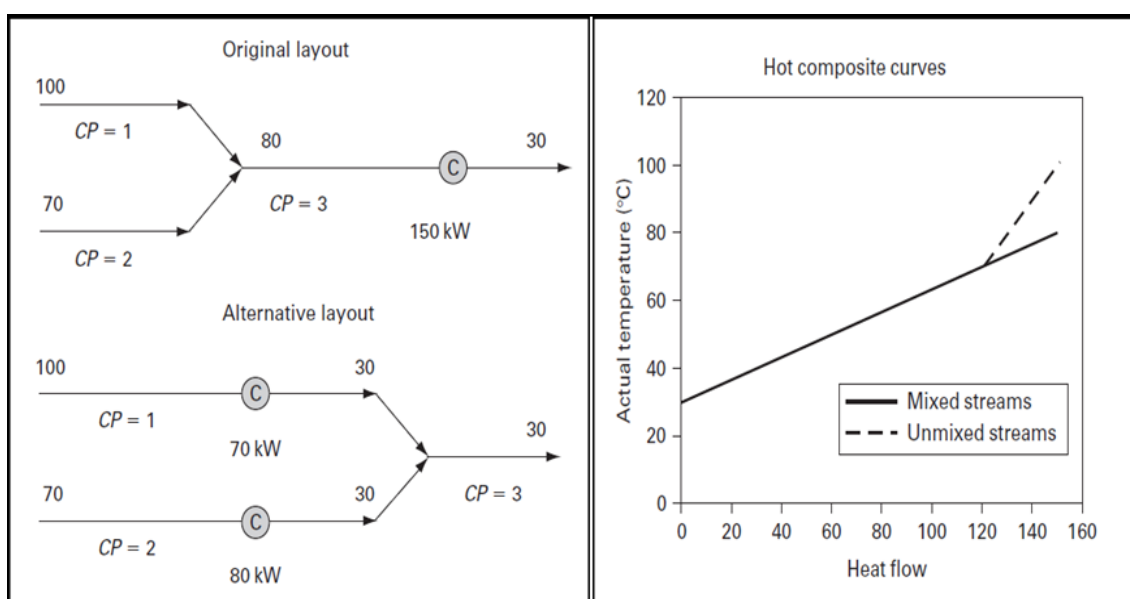 Original layout
100
CP = 1
80
30
C
70
CP = 3
150 kW
CP = 2
Alternative layout
100
30
C
CP = 1
70 kW
30
70
30
CP = 3
C
CP = 2
80 kW
Hot composite curves
Actual temperature (°C)
120
100
80
60
40
20
0
0 20 40 60 80 100 120 140 160
Heat flow
Mixed streams
Unmixed streams